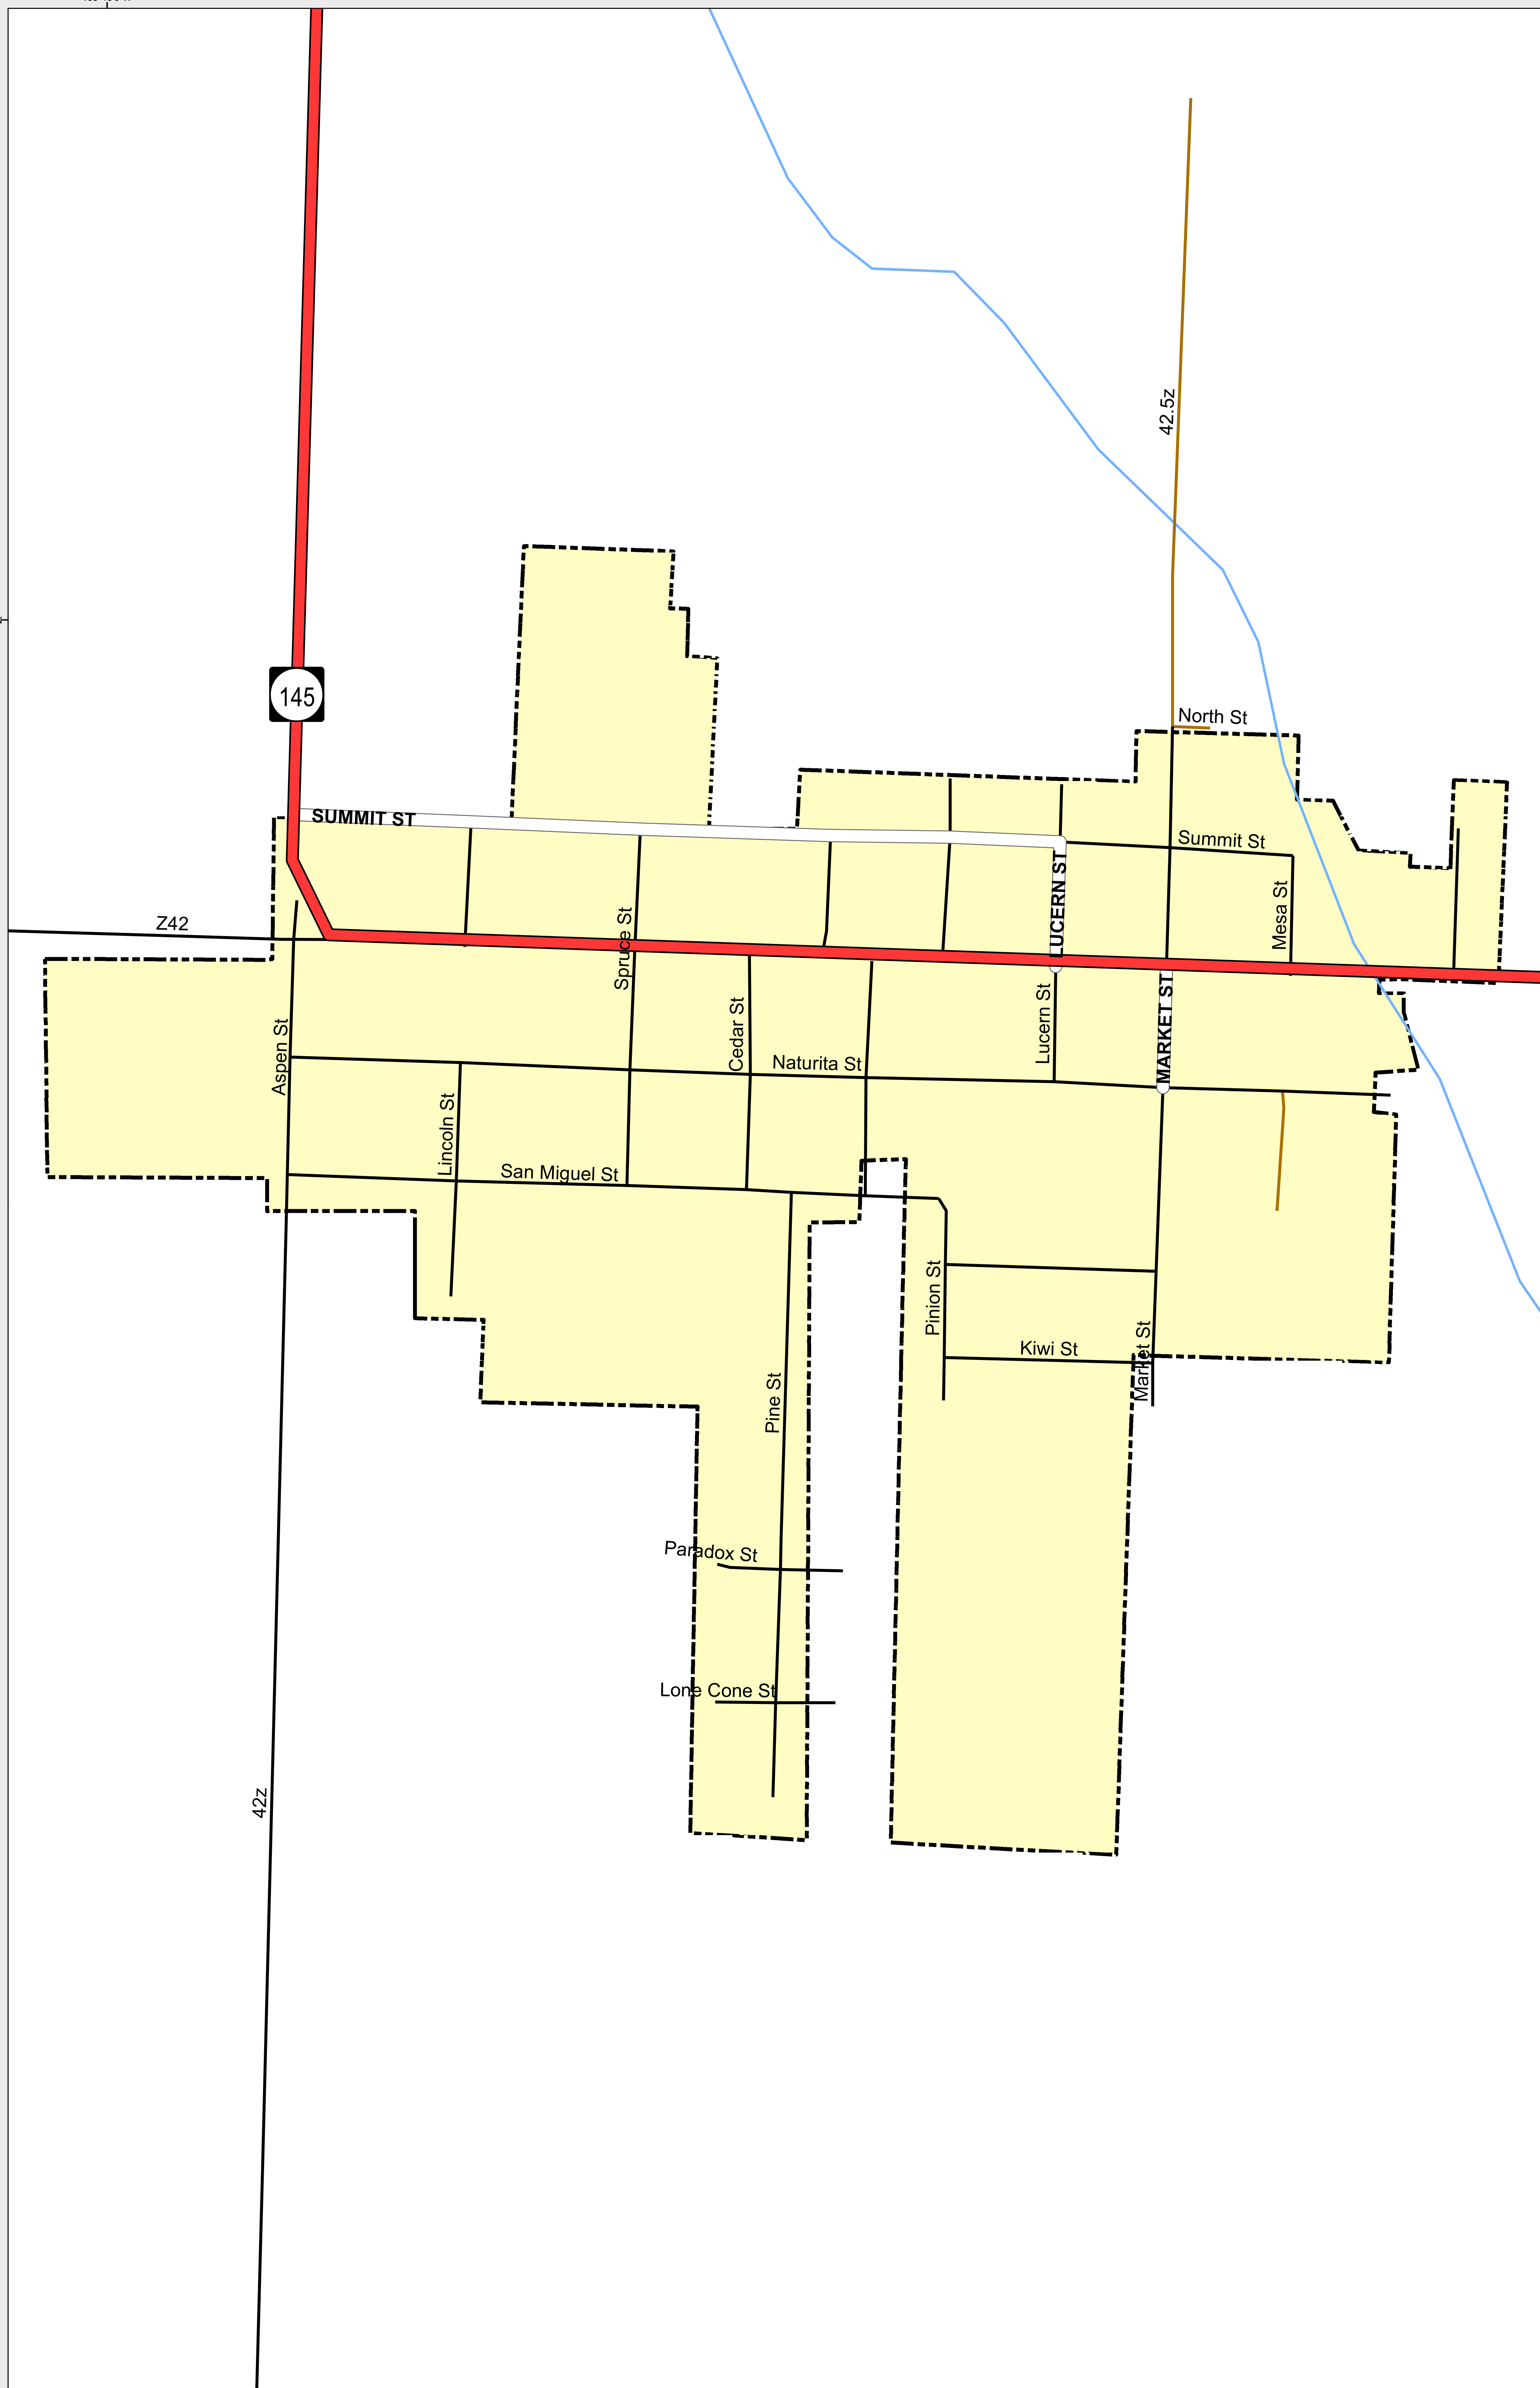 42.5z
145
North St
SUMMIT ST
Summit St
LUCERN ST
Mesa St
Z42
Spruce St
Cedar St
Lucern St
MARKET ST
Aspen St
Naturita St
Lincoln St
San Miguel St
Pinion St
Kiwi St
Market St
Pine St
Paradox St
Lone Cone St
42z